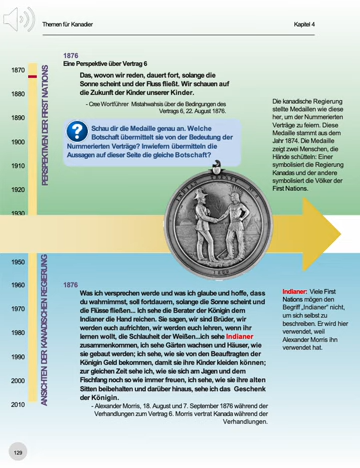 Themen für Kanadier
Kapitel 4
1876
Eine Perspektive über Vertrag 6
Das, wovon wir reden, dauert fort, solange die
Sonne scheint und der Fluss fließt. Wir schauen auf
die Zukunft der Kinder unserer Kinder.
- Cree Wortführer Mistahwahsis über die Bedingungen des
Vertrags 6, 22. August 1876.
? Schau dir die Medaille genau an. Welche
Botschaft übermittelt sie von der Bedeutung der
Nummerierten Verträge? Inwiefern übermitteln die
Aussagen auf dieser Seite die gleiche Botschaft?
Die kanadische Regierung
stellte Medaillen wie diese
her, um der Nummerierten
Verträge zu feiern. Diese
Medaille stammt aus dem
Jahr 1874. Die Medaille
zeigt zwei Menschen, die
Hände schütteln: Einer
symbolisiert die Regierung
Kanadas und der andere
symbolisiert die Völker der
First Nations.
PERSPEKTIVEN DER FIRST NATIONS
1870
1880
1890
1900
1910
1920
1930
1950
1960
1970
1980
1990
2000
2010
ANSICHTEN DER KANADISCHEN REGIERUNG
1876
Was ich versprechen werde und was ich glaube und hoffe, dass
du wahrnimmst, soll fortdauern, solange die Sonne scheint und
die Flüsse fließen... Ich sehe die Berater der Königin dem
Indianer die Hand reichen. Sie sagen, wir sind Brüder, wir
werden euch aufrichten, wir werden euch lehren, wenn ihr
lernen wollt, die Schlauheit der Weißen...ich sehe Indianer
zusammenkommen, ich sehe Gärten wachsen und Häuser, wie
sie gebaut werden; ich sehe, wie sie von den Beauftragten der
Königin Geld bekommen, damit sie ihre Kinder kleiden können;
zur gleichen Zeit sehe ich, wie sie sich am Jagen und dem
Fischfang noch so wie immer freuen, ich sehe, wie sie ihre alten
Sitten beibehalten und darüber hinaus, sehe ich das Geschenk
der Königin.
- Alexander Morris, 18. August und 7. September 1876 während der
Verhandlungen zum Vertrag 6. Morris vertrat Kanada während der
Verhandlungen.
Indianer: Viele First
Nations mögen den
Begriff „Indianer" nicht,
um sich selbst zu
beschreiben. Er wird hier
verwendet, weil
Alexander Morris ihn
verwendet hat.
129